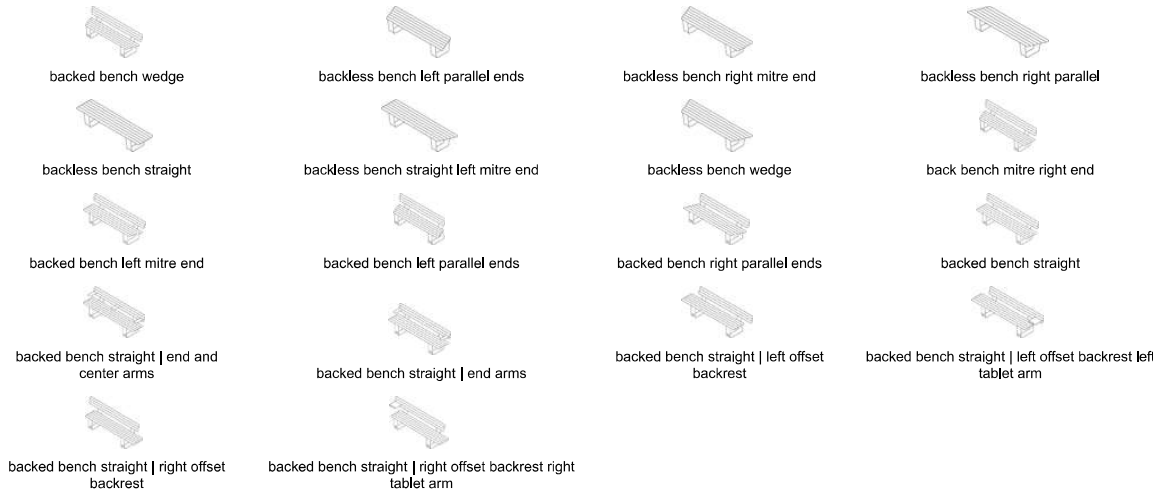 backed bench wedge
backless bench left parallel ends
backless bench right mitre end
backless bench right parallel
backless bench straight
backless bench straight left mitre end
backless bench wedge
back bench mitre right end
backed bench left mitre end
backed bench left parallel ends
backed bench right parallel ends
backed bench straight
backed bench straight | end and
center arms
backed bench straight | end arms
backed bench straight | left offset
backrest
backed bench straight | left offset backrest left
tablet arm
backed bench straight | right offset
backrest
backed bench straight | right offset backrest right
tablet arm